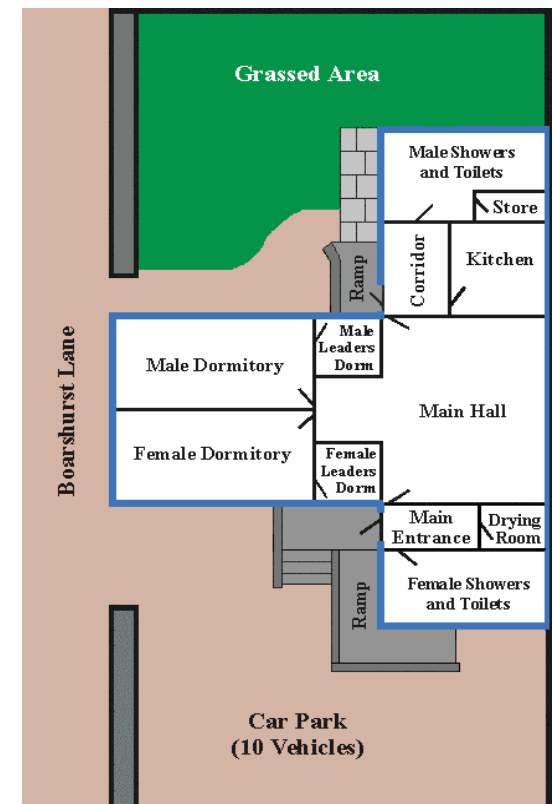 Grassed Area
Male Showers
and Toilets
Store
Corridor
Kitchen
Ramp
Boarshurst Lane
Male Dormitory
Male
Leaders
Dorm
Main Hall
Female Dormitory
Female
Leaders
Dorm
Main
Entrance
Drying
Room
Ramp
Female Showers
and Toilets
Car Park
(10 Vehicles)